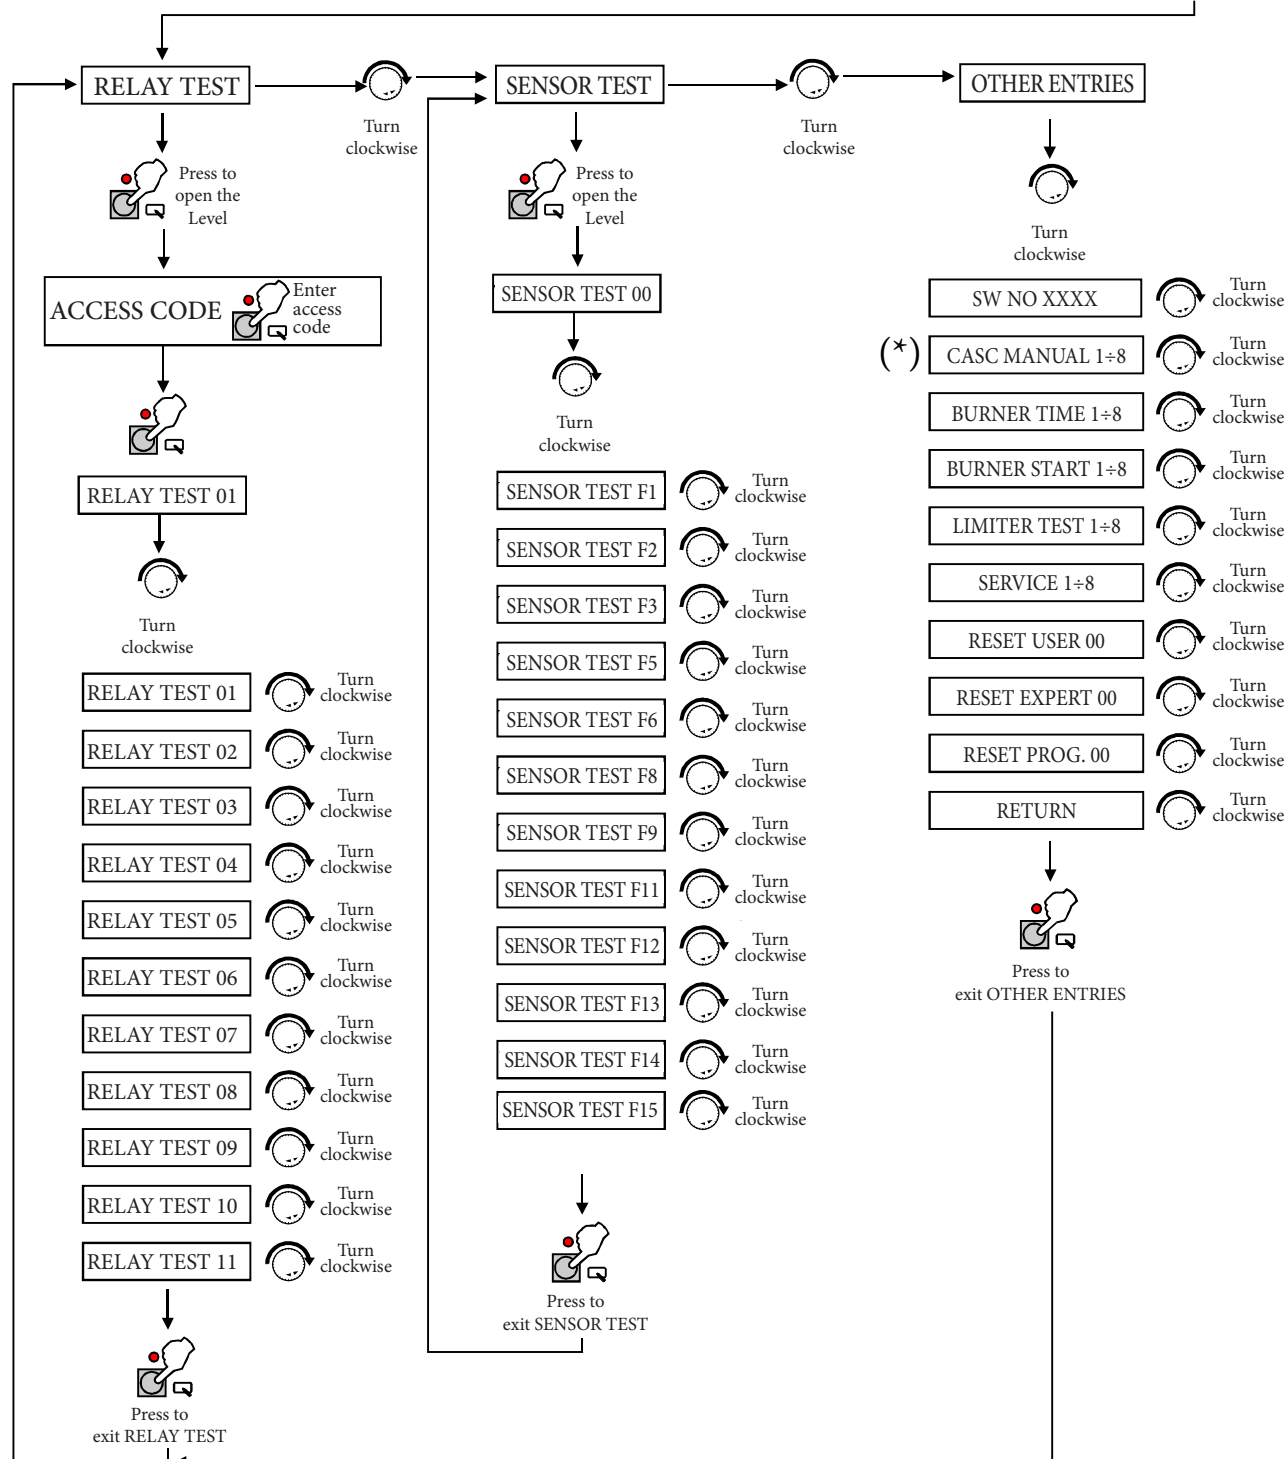 RELAY TEST
Turn
clockwise
Press to
open the
Level
ACCESS CODE
Enter
access
code
RELAY TEST 01
Turn
clockwise
RELAY TEST 01
Turn
clockwise
RELAY TEST 02
Turn
clockwise
RELAY TEST 03
Turn
clockwise
RELAY TEST 04
Turn
clockwise
RELAY TEST 05
Turn
clockwise
RELAY TEST 06
Turn
clockwise
RELAY TEST 07
Turn
clockwise
RELAY TEST 08
Turn
clockwise
RELAY TEST 09
Turn
clockwise
RELAY TEST 10
Turn
clockwise
RELAY TEST 11
Turn
clockwise
Press to
exit RELAY TEST
SENSOR TEST
Turn
clockwise
Press to
open the
Level
SENSOR TEST 00
Turn
clockwise
SENSOR TEST F1
Turn
clockwise
SENSOR TEST F2
Turn
clockwise
SENSOR TEST F3
Turn
clockwise
SENSOR TEST F5
Turn
clockwise
SENSOR TEST F6
Turn
clockwise
SENSOR TEST F8
Turn
clockwise
SENSOR TEST F9
Turn
clockwise
SENSOR TEST F11
Turn
clockwise
SENSOR TEST F12
Turn
clockwise
SENSOR TEST F13
Turn
clockwise
SENSOR TEST F14
Turn
clockwise
SENSOR TEST F15
Turn
clockwise
Press to
exit SENSOR TEST
OTHER ENTRIES
Turn
clockwise
SW NO XXXX
Turn
clockwise
(*) CASC MANUAL 1÷8
Turn
clockwise
BURNER TIME 1÷8
Turn
clockwise
BURNER START 1÷8
Turn
clockwise
LIMITER TEST 1÷8
Turn
clockwise
SERVICE 1÷8
Turn
clockwise
RESET USER 00
Turn
clockwise
RESET EXPERT 00
Turn
clockwise
RESET PROG. 00
Turn
clockwise
RETURN
Turn
clockwise
Press to
exit OTHER ENTRIES